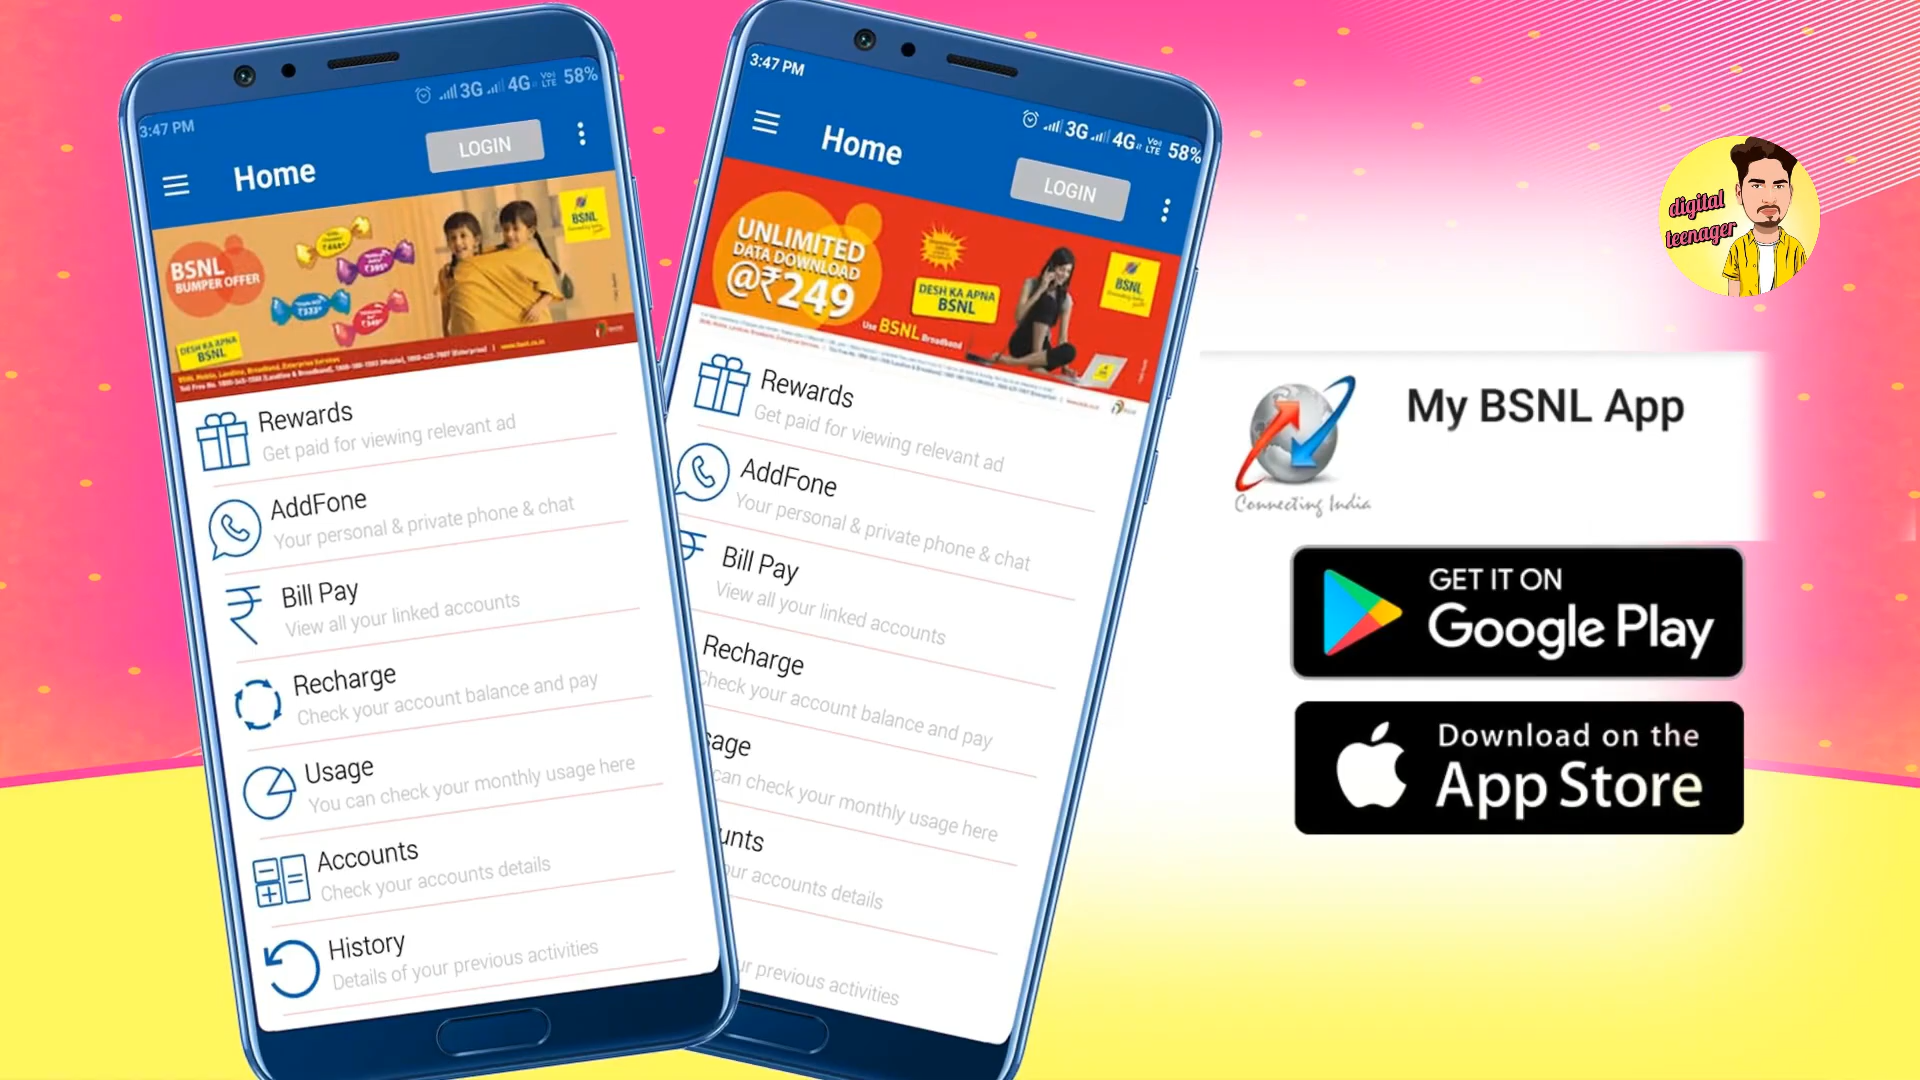 3:47 PM
3G 4G VoLTE 58%
Home
LOGIN
BSNL
BUMPER OFFER
BSNL
DESH KA APNA
BSNL
Rewards
Get paid for viewing relevant ad
AddFone
Your personal & private phone & chat
Bill Pay
View all your linked accounts
Recharge
Check your account balance and pay
Usage
You can check your monthly usage here
Accounts
Check your accounts details
History
Details of your previous activities
3:47 PM
3G 4G VoLTE 58%
Home
LOGIN
UNLIMITED
DATA DOWNLOAD
@₹249
DESH KA APNA
BSNL
Use BSNL Broadband
BSNL
Rewards
Get paid for viewing relevant ad
AddFone
Your personal & private phone & chat
Bill Pay
View all your linked accounts
Recharge
Check your account balance and pay
sage
can check your monthly usage here
unts
our accounts details
ur previous activities
digital
teenager
My BSNL App
Connecting India
GET IT ON
Google Play
Download on the
App Store